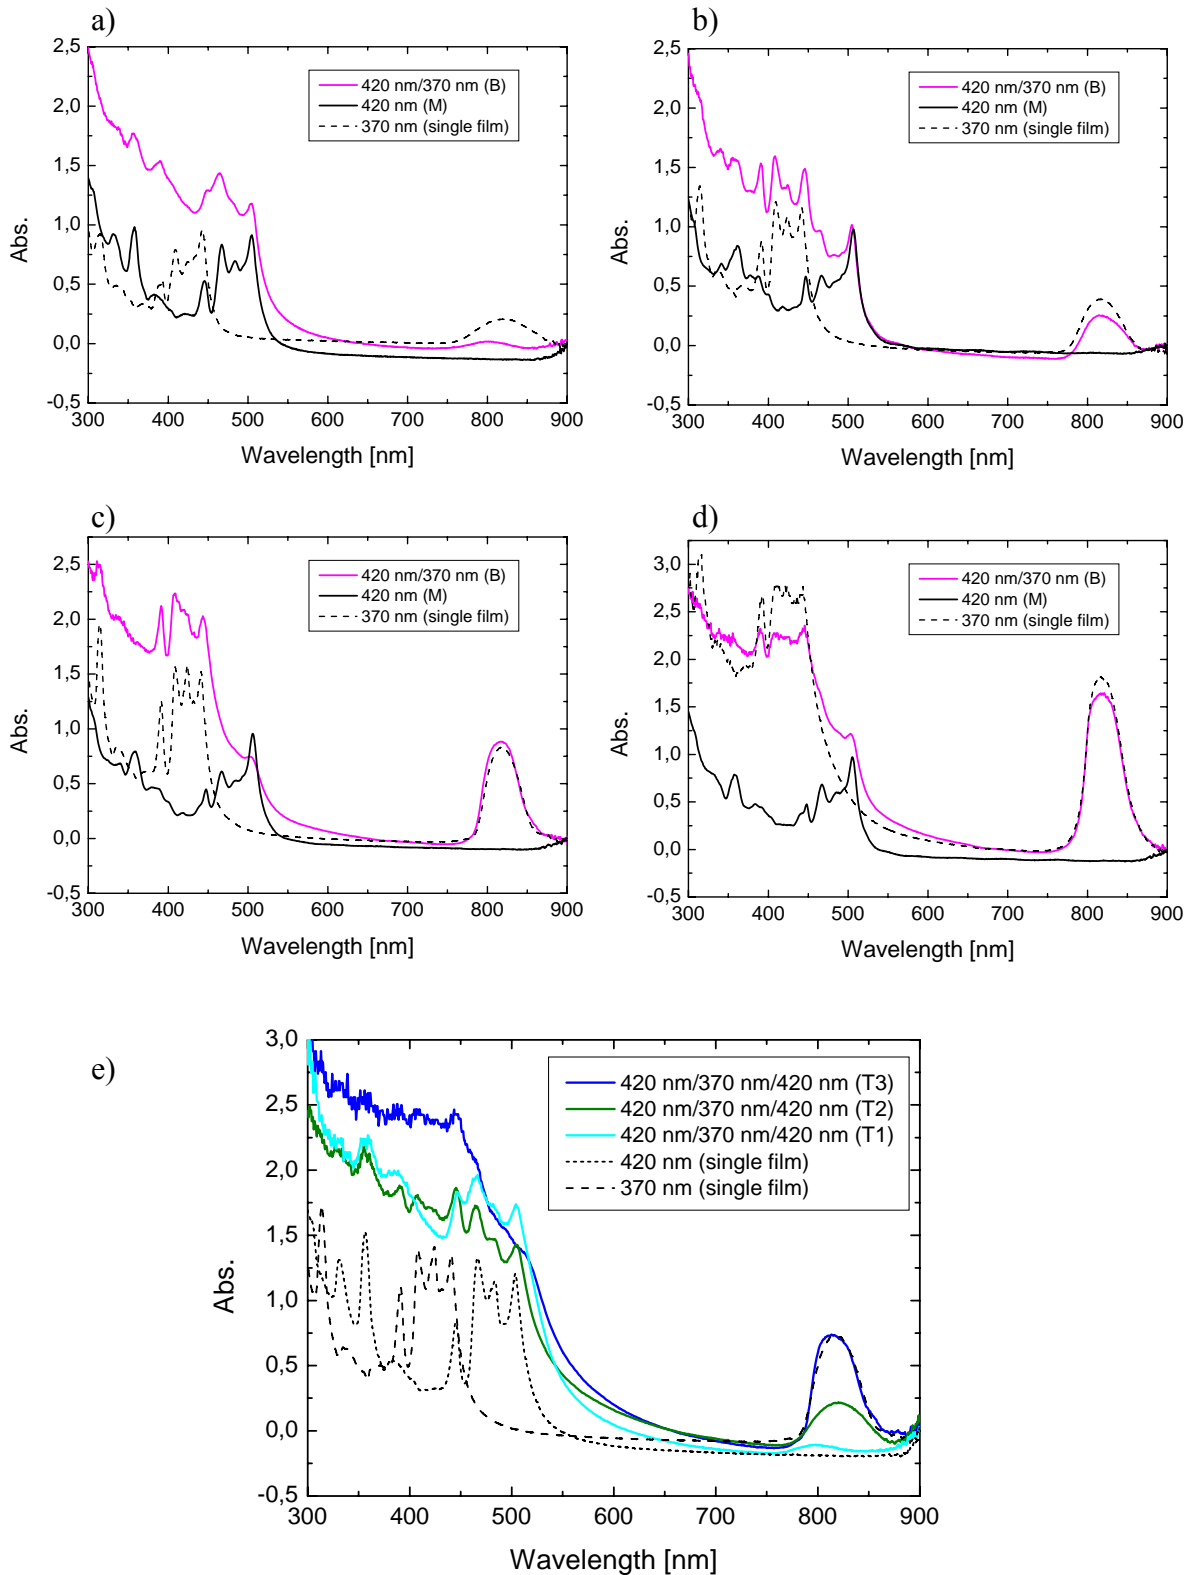 a)
2,5
2,0
1,5
1,0
0,5
0,0
-0,5
Abs.
420 nm/370 nm (B)
420 nm (M)
370 nm (single film)
300 400 500 600 700 800 900
Wavelength [nm]
b)
2,5
2,0
1,5
1,0
0,5
0,0
-0,5
Abs.
420 nm/370 nm (B)
420 nm (M)
370 nm (single film)
300 400 500 600 700 800 900
Wavelength [nm]
c)
2,5
2,0
1,5
1,0
0,5
0,0
-0,5
Abs.
420 nm/370 nm (B)
420 nm (M)
370 nm (single film)
300 400 500 600 700 800 900
Wavelength [nm]
d)
3,0
2,5
2,0
1,5
1,0
0,5
0,0
-0,5
Abs.
420 nm/370 nm (B)
420 nm (M)
370 nm (single film)
300 400 500 600 700 800 900
Wavelength [nm]
e)
3,0
2,5
2,0
1,5
1,0
0,5
0,0
-0,5
Abs.
420 nm/370 nm/420 nm (T3)
420 nm/370 nm/420 nm (T2)
420 nm/370 nm/420 nm (T1)
420 nm (single film)
370 nm (single film)
300 400 500 600 700 800 900
Wavelength [nm]